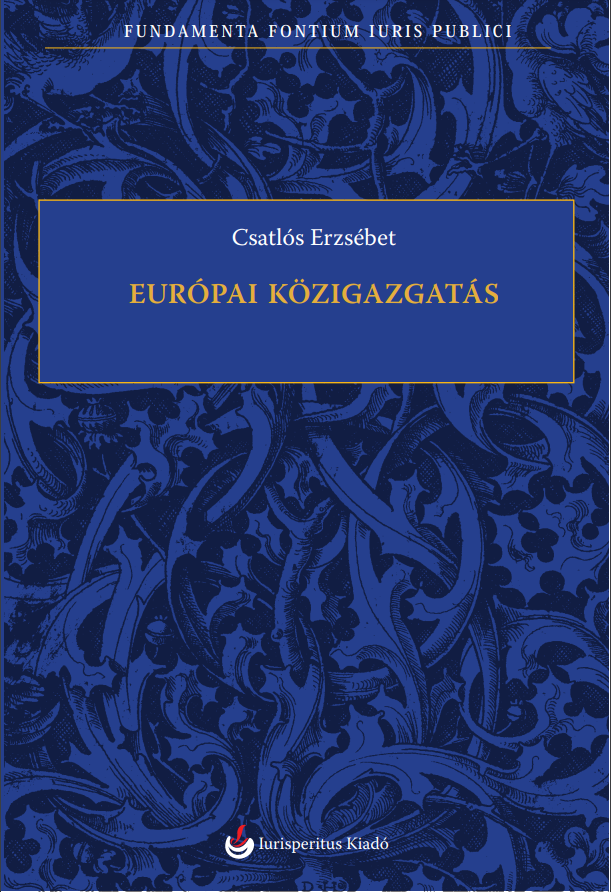 FUNDAMENTA FONTIUM IURIS PUBLICI
Csatlós Erzsébet
EURÓPAI KÖZIGAZGATÁS
Iurisperitus Kiadó